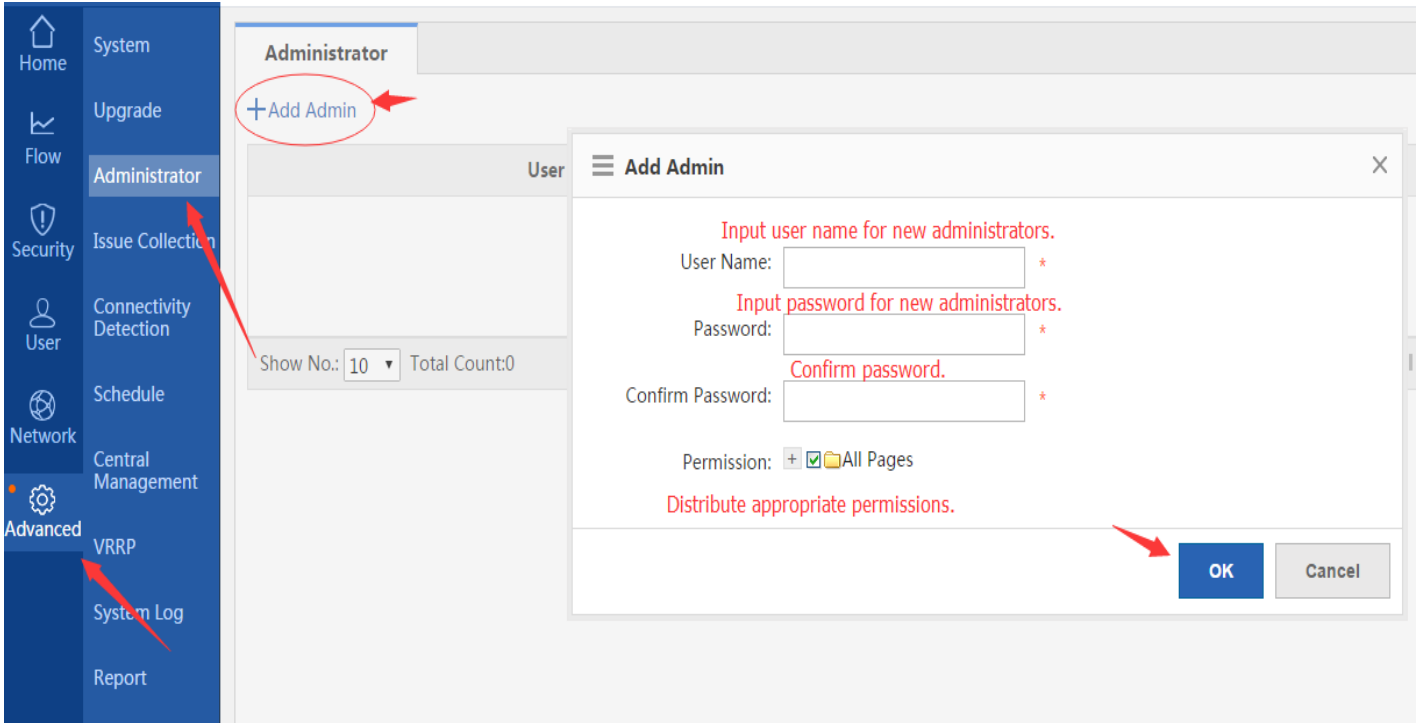 Home
Flow
Security
User
Network
Advanced
System
Upgrade
Administrator
Issue Collection
Connectivity
Detection
Schedule
Central
Management
VRRP
System Log
Report
Administrator
+Add Admin
User
Show No.: 10 Total Count:0
Add Admin
Input user name for new administrators.
User Name: *
Input password for new administrators.
Password: *
Confirm password.
Confirm Password: *
Permission: All Pages
Distribute appropriate permissions.
OK Cancel